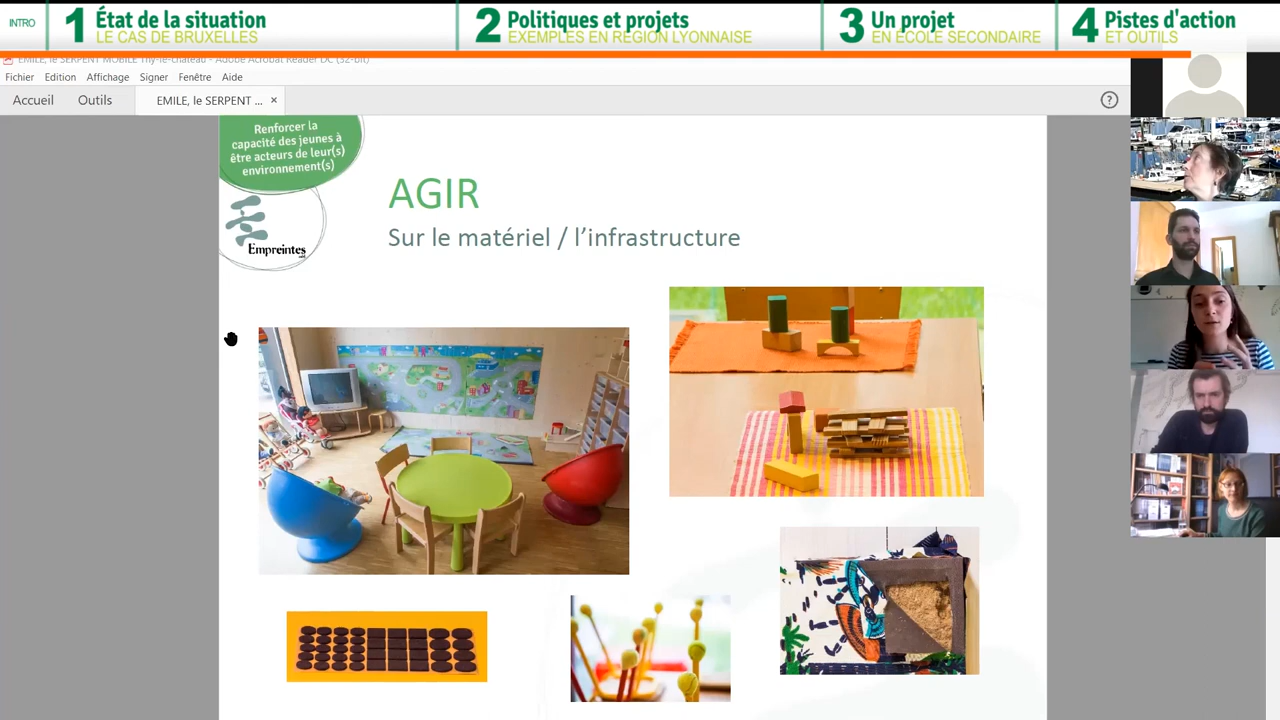 INTRO
1 État de la situation
LE CAS DE BRUXELLES
2 Politiques et projets
EXEMPLES EN RÉGION LYONNAISE
3 Un projet
EN ÉCOLE SECONDAIRE
4 Pistes d'action
ET OUTILS
EMILE, le SERPENT MOBILE Thy-le-chateau - Adobe Acrobat Reader DC (32-bit)
Fichier Edition Affichage Signer Fenêtre Aide
Accueil Outils EMILE, le SERPENT ... ×
?
Renforcer la
capacité des jeunes à
être acteurs de leur(s)
environnement(s)
Empreintes
AGIR
Sur le matériel / l'infrastructure